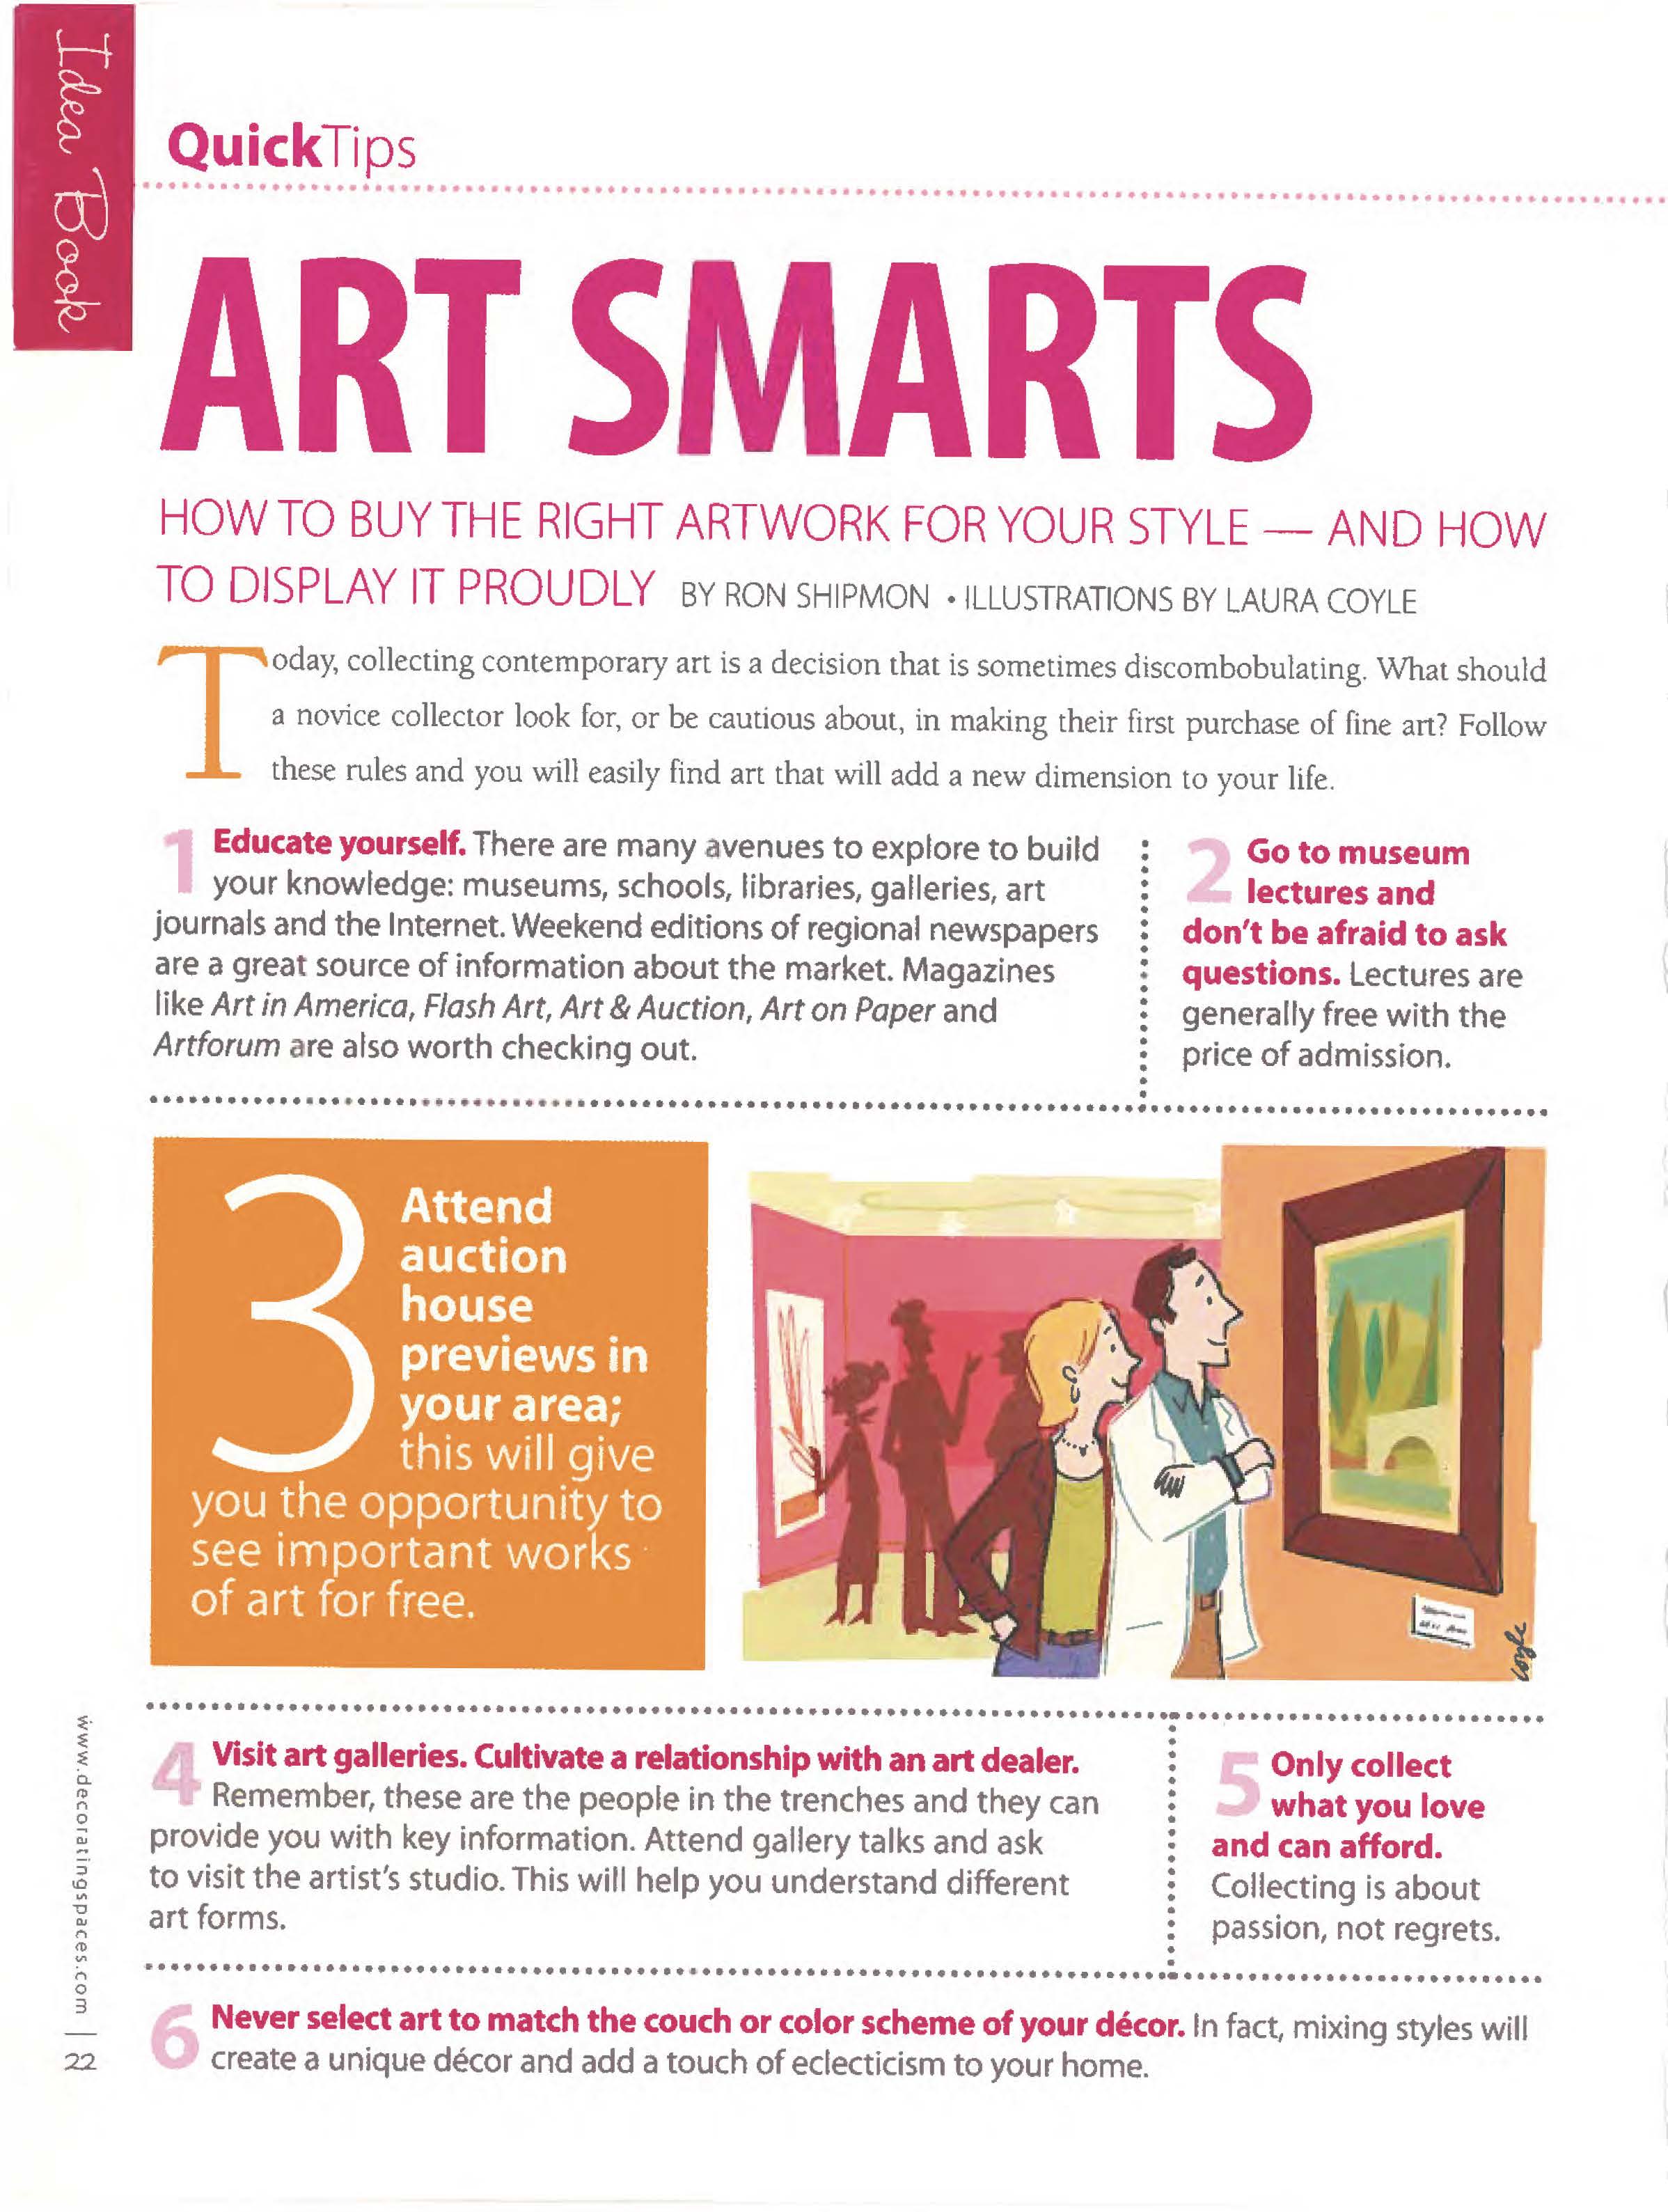 Idea Book
QuickTips
ART SMARTS
HOW TO BUY THE RIGHT ARTWORK FOR YOUR STYLE — AND HOW
TO DISPLAY IT PROUDLY BY RON SHIPMON • ILLUSTRATIONS BY LAURA COYLE
Today, collecting contemporary art is a decision that is sometimes discombobulating. What should
a novice collector look for, or be cautious about, in making their first purchase of fine art? Follow
these rules and you will easily find art that will add a new dimension to your life.
1 Educate yourself. There are many avenues to explore to build
your knowledge: museums, schools, libraries, galleries, art
journals and the Internet. Weekend editions of regional newspapers
are a great source of information about the market. Magazines
like Art in America, Flash Art, Art & Auction, Art on Paper and
Artforum are also worth checking out.
2 Go to museum
lectures and
don't be afraid to ask
questions. Lectures are
generally free with the
price of admission.
3 Attend
auction
house
previews in
your area;
this will give
you the opportunity to
see important works
of art for free.
Coyle
4 Visit art galleries. Cultivate a relationship with an art dealer.
Remember, these are the people in the trenches and they can
provide you with key information. Attend gallery talks and ask
to visit the artist's studio. This will help you understand different
art forms.
5 Only collect
what you love
and can afford.
Collecting is about
passion, not regrets.
6 Never select art to match the couch or color scheme of your décor. In fact, mixing styles will
create a unique décor and add a touch of eclecticism to your home.
www.decoratingspaces.com | 22